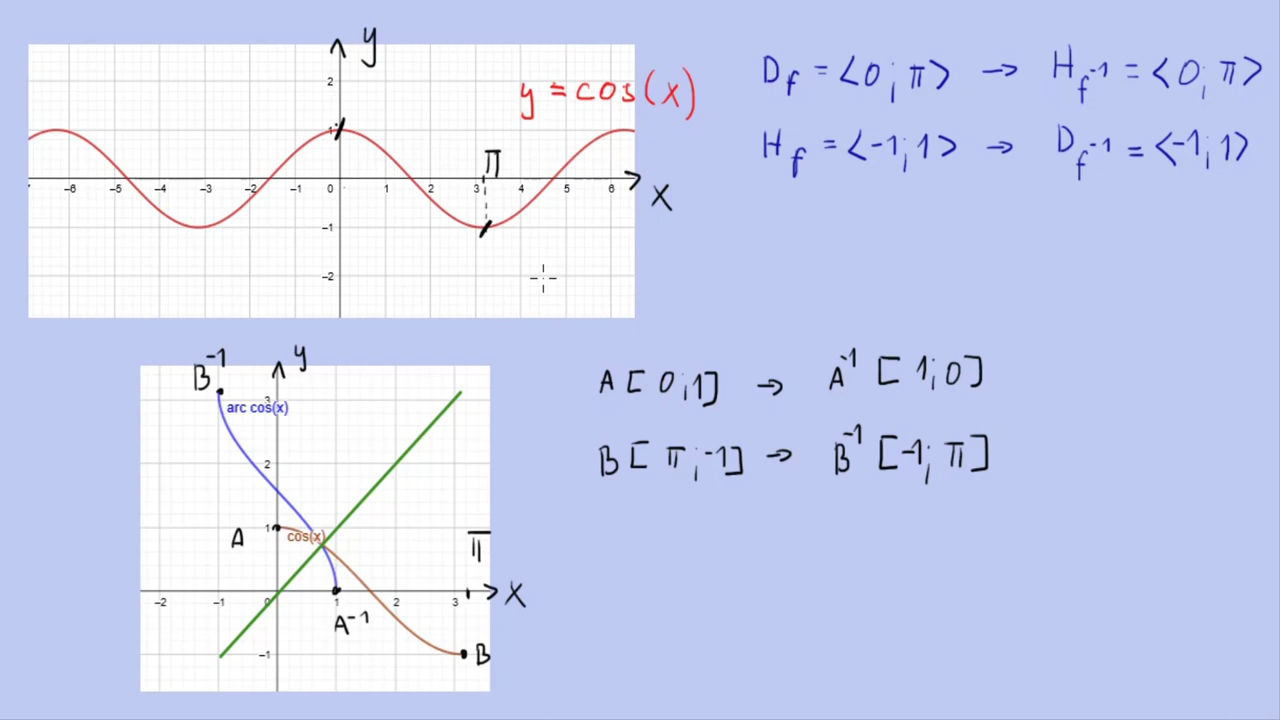 y
2
y = cos(x)
1
π
-7 -6 -5 -4 -3 -2 -1 0 1 2 3 4 5 6
x
-1
-2
D_f = <0; π> → H_f⁻¹ = <0; π>
H_f = <-1; 1> → D_f⁻¹ = <-1; 1>
B⁻¹ y
3
arc cos(x)
2
A 1 cos(x)
π
-2 -1 0 1 2 3 x
A⁻¹
-1 B
A [0; 1] → A⁻¹ [1; 0]
B [π; -1] → B⁻¹ [-1; π]